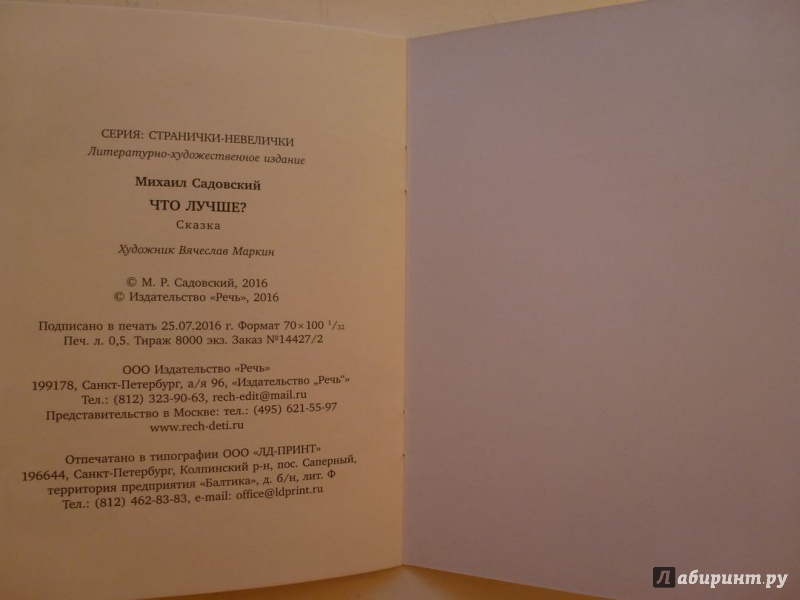 СЕРИЯ: СТРАНИЧКИ-НЕВЕЛИЧКИ
Литературно-художественное издание
Михаил Садовский
ЧТО ЛУЧШЕ?
Сказка
Художник Вячеслав Маркин
© М. Р. Садовский, 2016
© Издательство «Речь», 2016
Подписано в печать 25.07.2016 г. Формат 70 × 100 1/32
Печ. л. 0,5. Тираж 8000 экз. Заказ №14427/2
ООО Издательство «Речь»
199178, Санкт-Петербург, а/я 96, «Издательство „Речь“»
Тел.: (812) 323-90-63, rech-edit@mail.ru
Представительство в Москве: тел.: (495) 621-55-97
www.rech-deti.ru
Отпечатано в типографии ООО «ЛД-ПРИНТ»
196644, Санкт-Петербург, Колпинский р-н, пос. Саперный,
территория предприятия «Балтика», д. б/н, лит. Ф
Тел.: (812) 462-83-83, e-mail: office@ldprint.ru
Лабиринт.ру